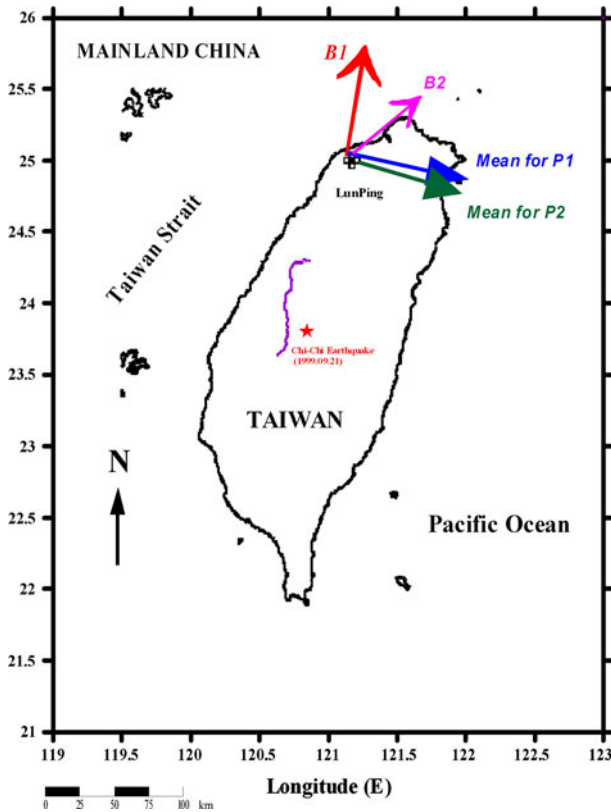 26
MAINLAND CHINA
B1
B2
25.5
25
Mean for P1
LunPing
Mean for P2
24.5
Taiwan Strait
24
Chi-Chi Earthquake
(1999.09.21)
23.5
TAIWAN
23
N
22.5
Pacific Ocean
22
21.5
21
119 119.5 120 120.5 121 121.5 122 122.5 123
0 25 50 75 100 km
Longitude (E)